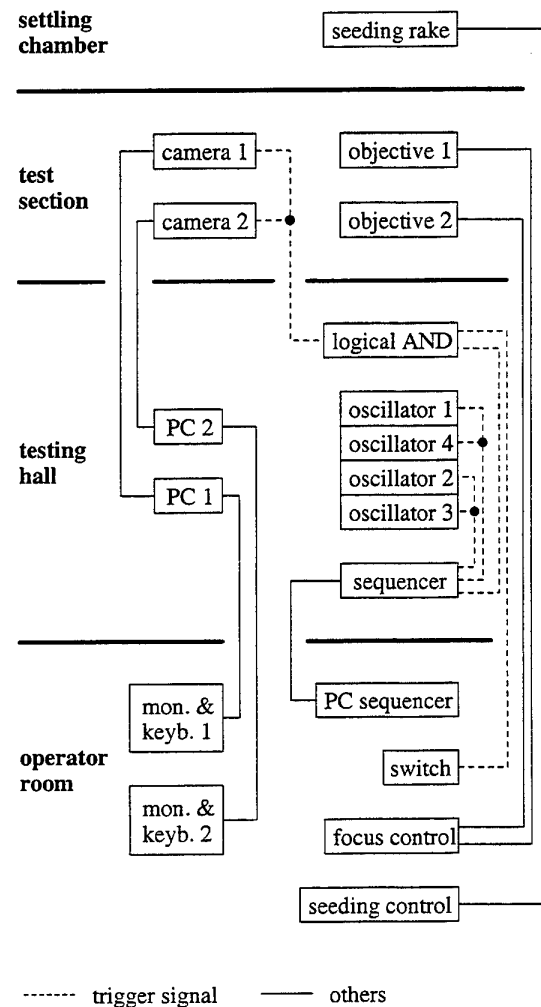 settling
chamber
seeding rake
test
section
camera 1
objective 1
camera 2
objective 2
testing
hall
logical AND
oscillator 1
oscillator 4
oscillator 2
oscillator 3
PC 2
PC 1
sequencer
operator
room
mon. &
keyb. 1
PC sequencer
switch
mon. &
keyb. 2
focus control
seeding control
trigger signal
others